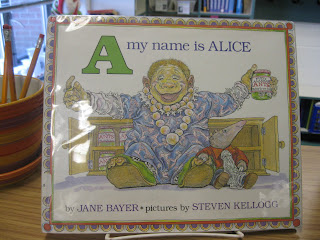 A my name is ALICE
by JANE BAYER • pictures by STEVEN KELLOGG